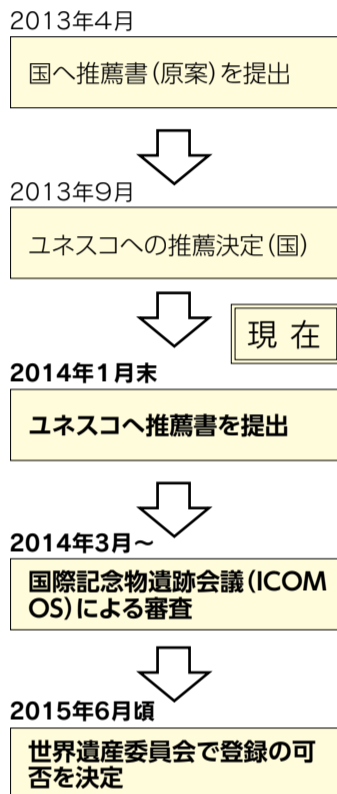 2013年4月
国へ推薦書(原案)を提出
2013年9月
ユネスコへの推薦決定(国)
現在
2014年1月末
ユネスコへ推薦書を提出
2014年3月~
国際記念物遺跡会議(ICOM
OS)による審査
2015年6月頃
世界遺産委員会で登録の可
否を決定